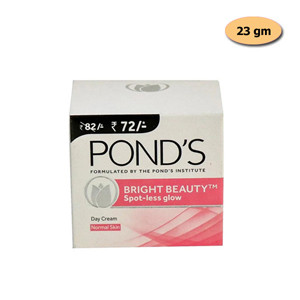 23 gm
₹82/- ₹72/-
POND'S
FORMULATED BY THE POND'S INSTITUTE
BRIGHT BEAUTY™
Spot-less glow
Day Cream
Normal Skin